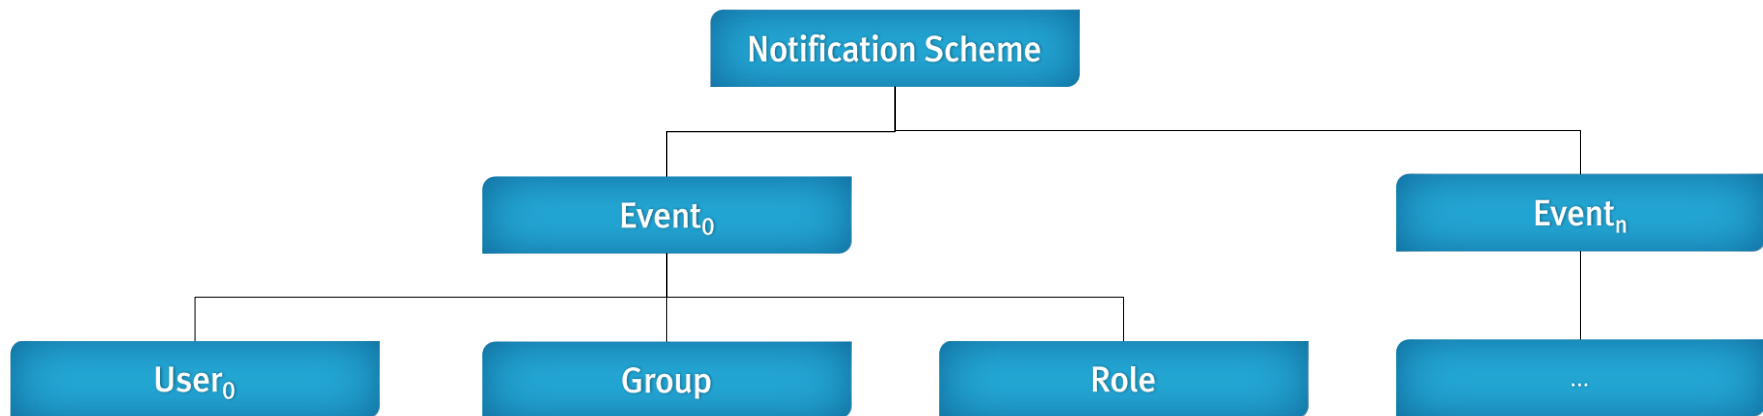 Notification Scheme
Event₀
Eventₙ
User₀
Group
Role
...